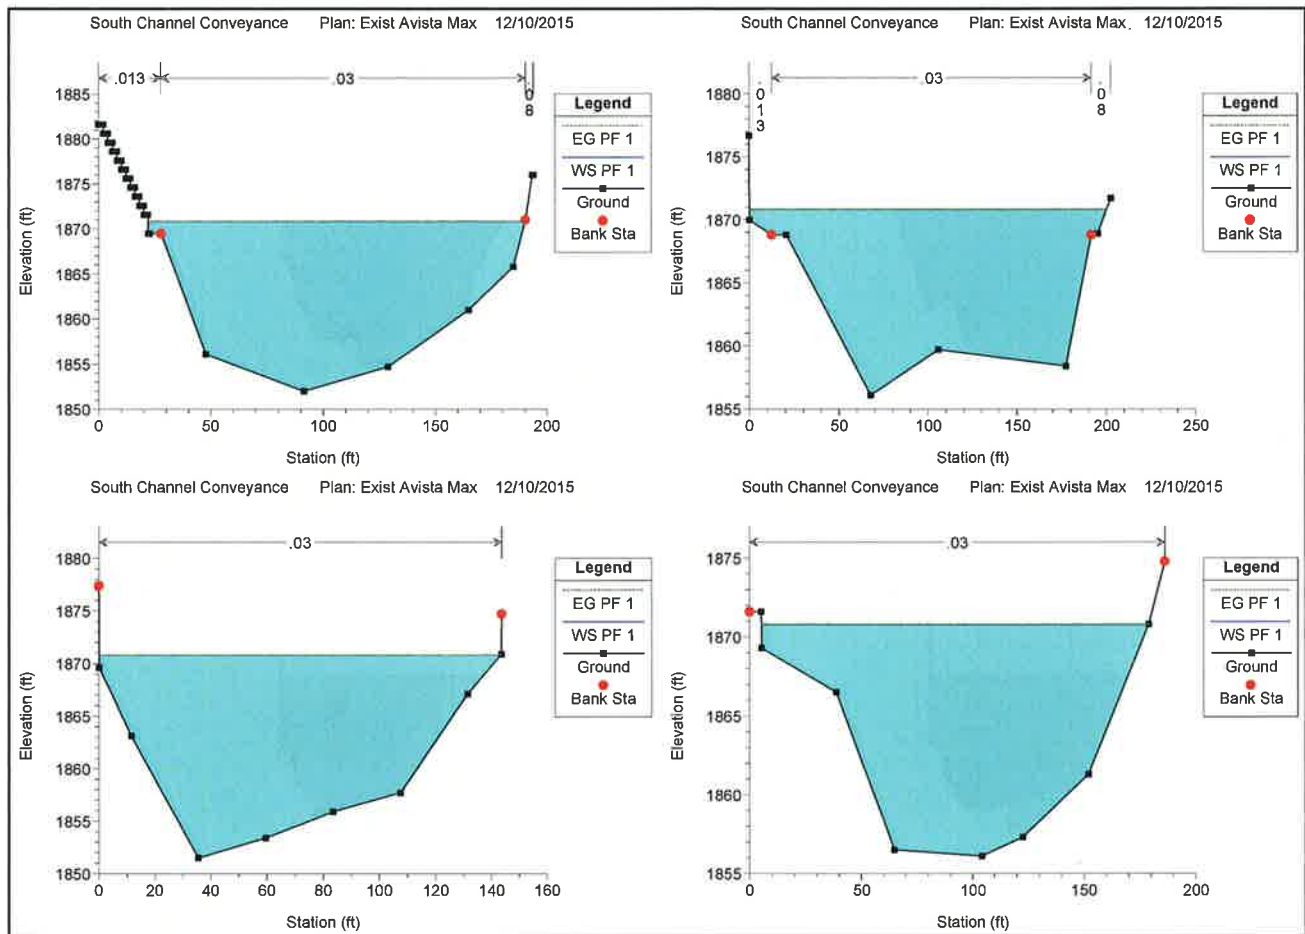 South Channel Conveyance Plan: Exist Avista Max 12/10/2015
.013 .03 .08
Elevation (ft)
1885
1880
1875
1870
1865
1860
1855
1850
0 50 100 150 200
Station (ft)
Legend
EG PF 1
WS PF 1
Ground
Bank Sta
South Channel Conveyance Plan: Exist Avista Max. 12/10/2015
.013 .03 .08
Elevation (ft)
1880
1875
1870
1865
1860
1855
0 50 100 150 200 250
Station (ft)
Legend
EG PF 1
WS PF 1
Ground
Bank Sta
South Channel Conveyance Plan: Exist Avista Max 12/10/2015
.03
Elevation (ft)
1880
1875
1870
1865
1860
1855
1850
0 20 40 60 80 100 120 140 160
Station (ft)
Legend
EG PF 1
WS PF 1
Ground
Bank Sta
South Channel Conveyance Plan: Exist Avista Max 12/10/2015
.03
Elevation (ft)
1875
1870
1865
1860
1855
0 50 100 150 200
Station (ft)
Legend
EG PF 1
WS PF 1
Ground
Bank Sta